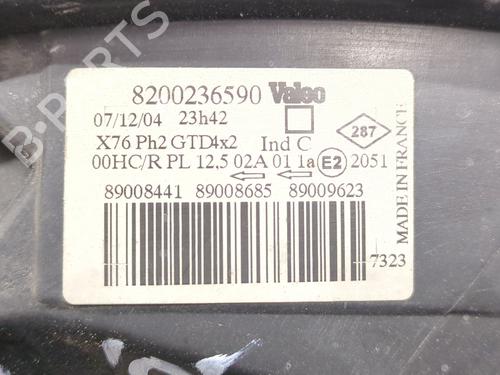 8200236590 Valeo
07/12/04 23h42
X76 Ph2 GTD4x2 Ind C
287
00HC/R PL 12,5 02A 01 1a E2 2051
89008441 89008685 89009623
7323
MADE IN FRANCE